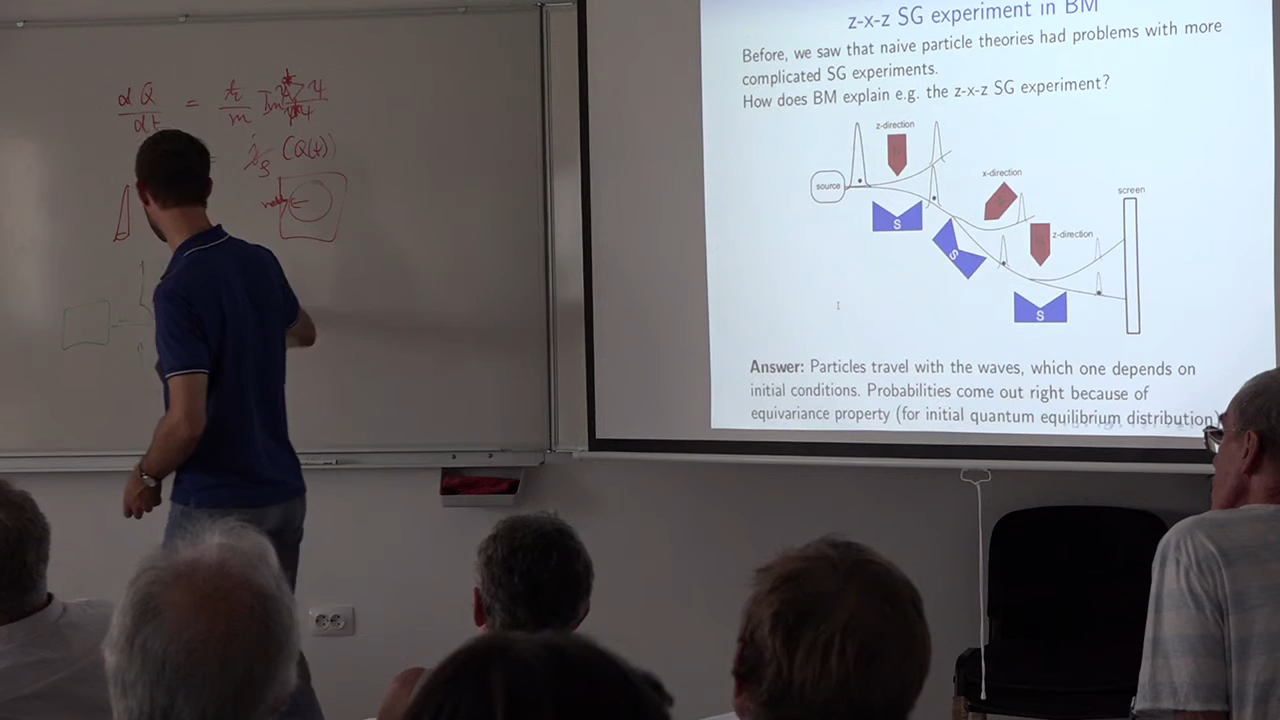 dQ/dt = ħ/m Im ψ*∇ψ/ψ*ψ
= j/ρ (Q(t))
z-x-z SG experiment in BM
Before, we saw that naive particle theories had problems with more
complicated SG experiments.
How does BM explain e.g. the z-x-z SG experiment?
z-direction
N
source
S
x-direction
screen
z-direction
N
S
S
Answer: Particles travel with the waves, which one depends on
initial conditions. Probabilities come out right because of
equivariance property (for initial quantum equilibrium distribution)